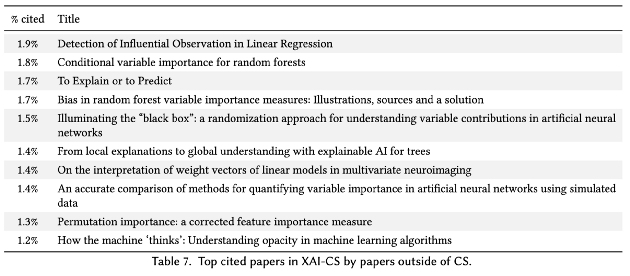 % cited Title
1.9% Detection of Influential Observation in Linear Regression
1.8% Conditional variable importance for random forests
1.7% To Explain or to Predict
1.7% Bias in random forest variable importance measures: Illustrations, sources and a solution
1.5% Illuminating the “black box”: a randomization approach for understanding variable contributions in artificial neural
networks
1.4% From local explanations to global understanding with explainable AI for trees
1.4% On the interpretation of weight vectors of linear models in multivariate neuroimaging
1.4% An accurate comparison of methods for quantifying variable importance in artificial neural networks using simulated
data
1.3% Permutation importance: a corrected feature importance measure
1.2% How the machine ‘thinks’: Understanding opacity in machine learning algorithms
Table 7. Top cited papers in XAI-CS by papers outside of CS.